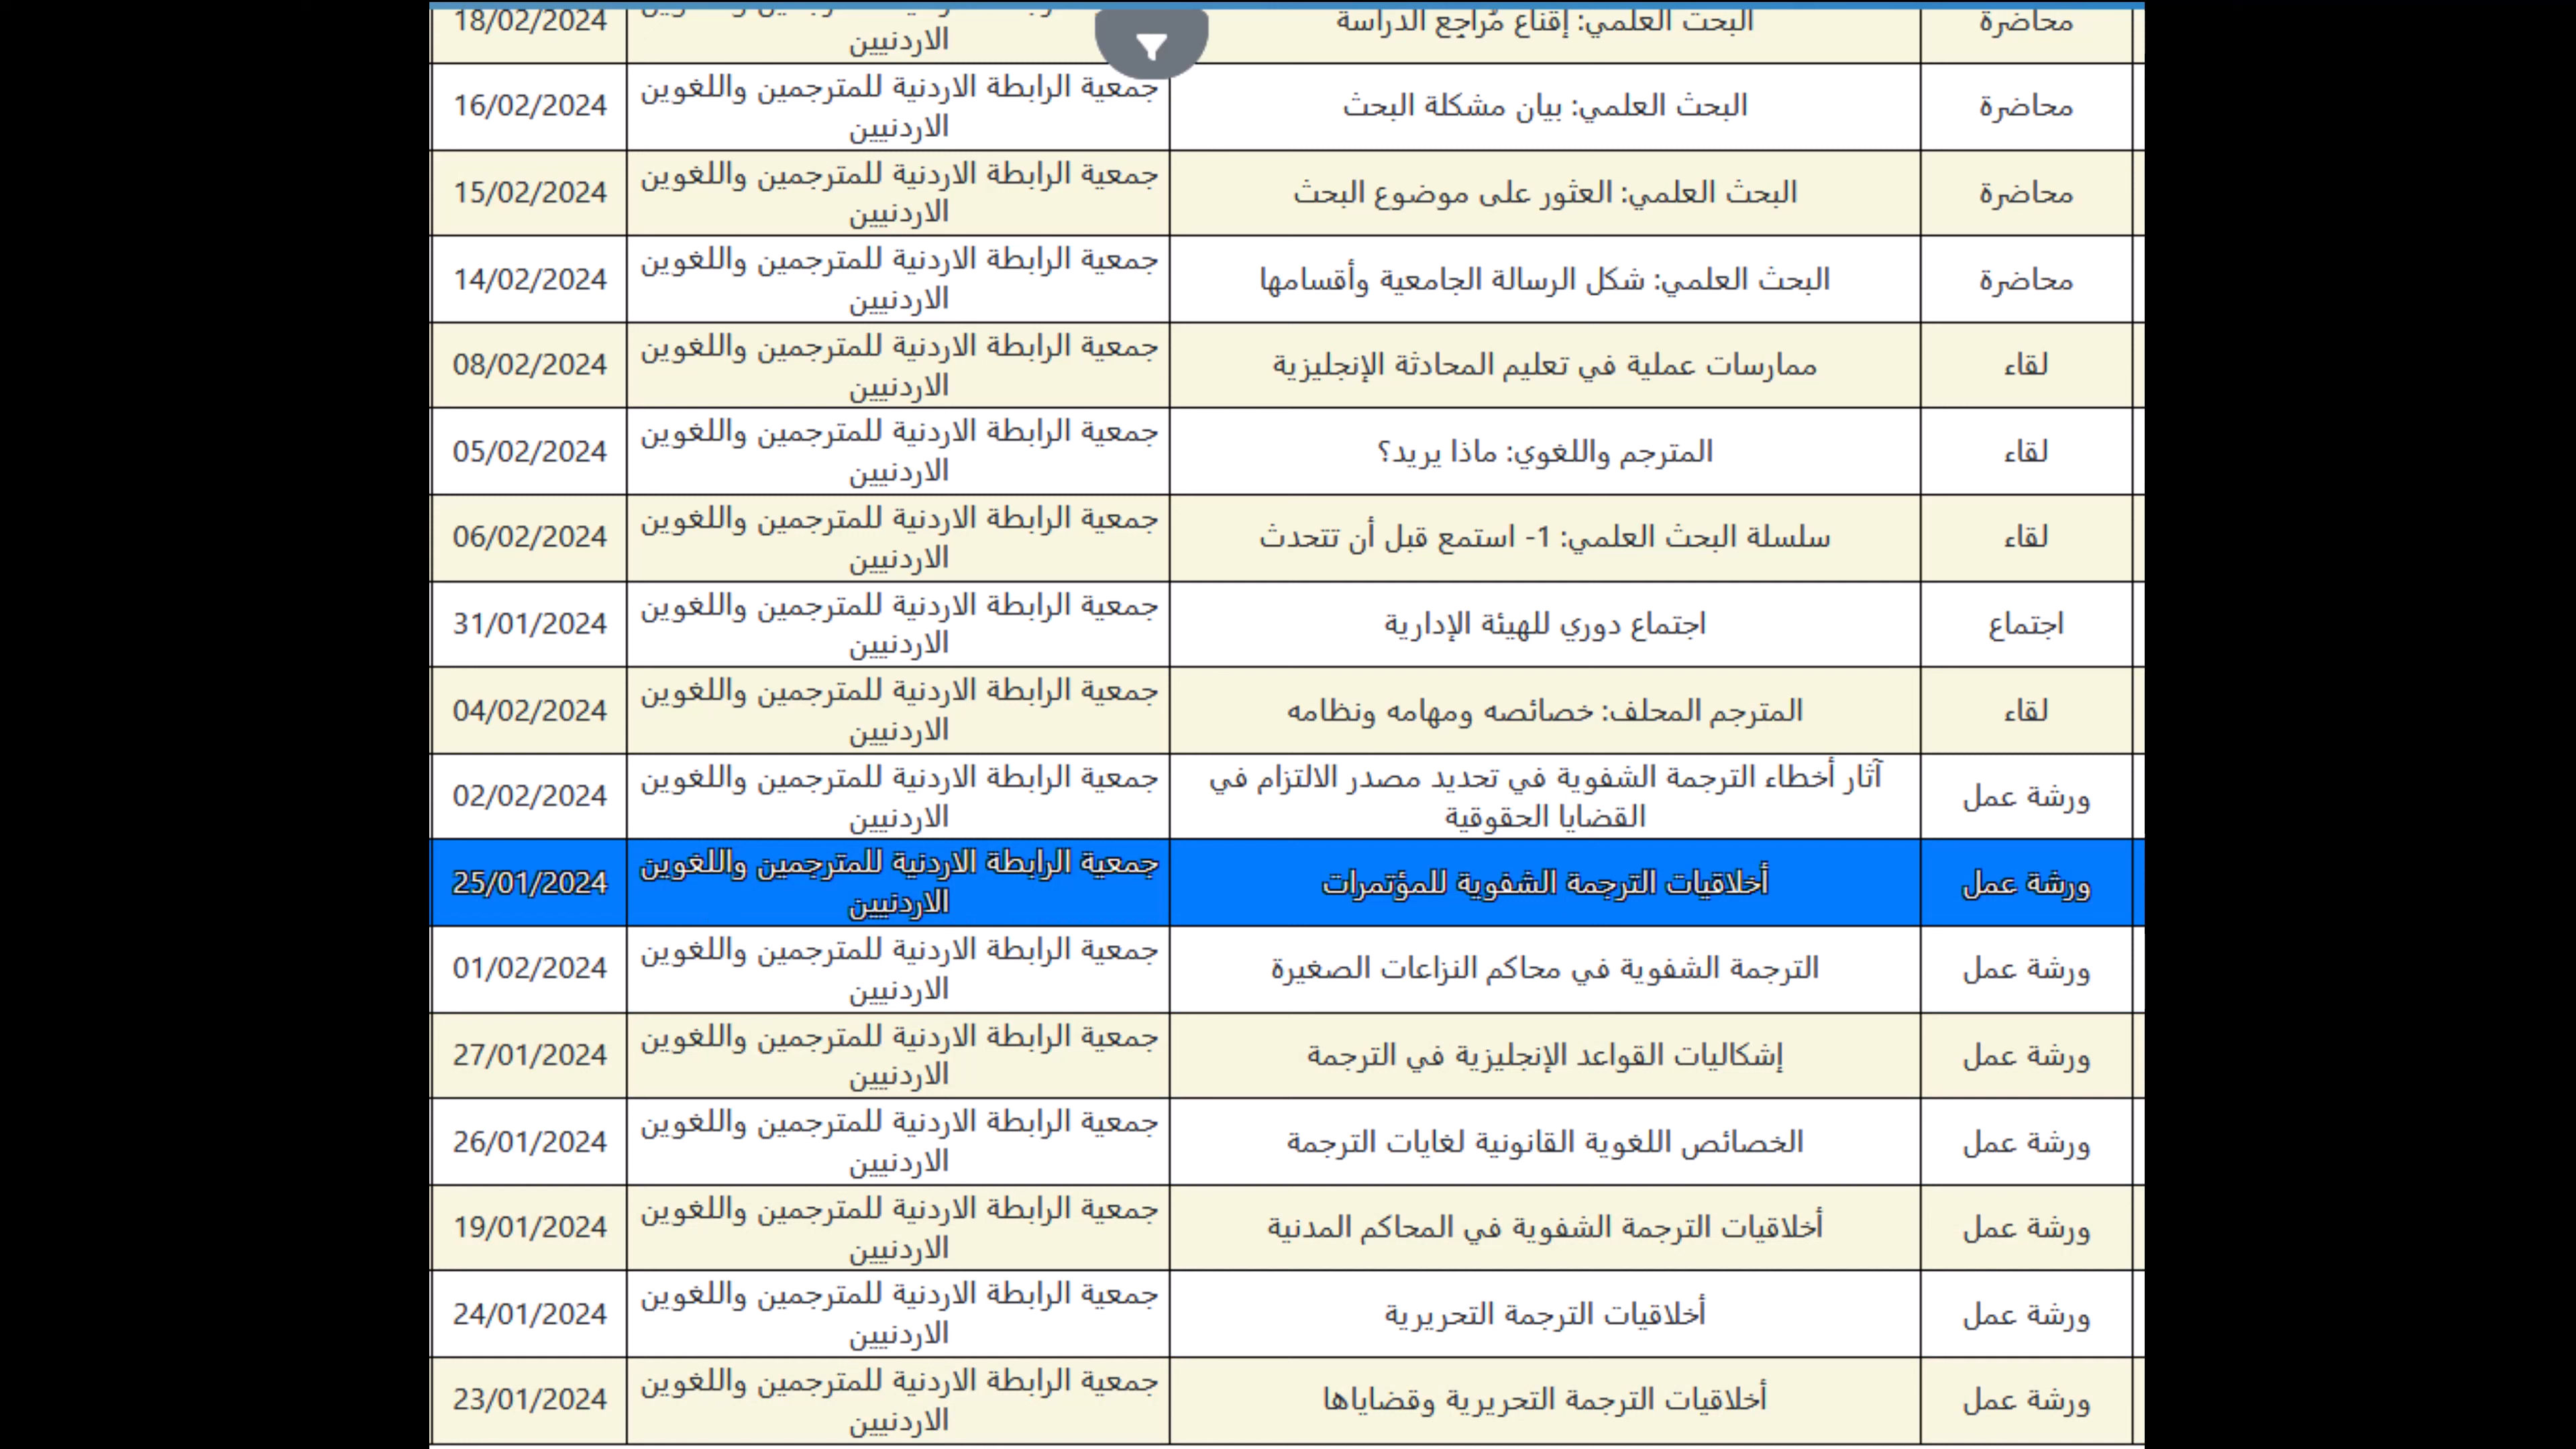 محاضرة
البحث العلمي: إقناع مُراجع الدراسة
الاردنيين
18/02/2024
محاضرة
البحث العلمي: بيان مشكلة البحث
جمعية الرابطة الاردنية للمترجمين واللغوين
الاردنيين
16/02/2024
محاضرة
البحث العلمي: العثور على موضوع البحث
جمعية الرابطة الاردنية للمترجمين واللغوين
الاردنيين
15/02/2024
محاضرة
البحث العلمي: شكل الرسالة الجامعية وأقسامها
جمعية الرابطة الاردنية للمترجمين واللغوين
الاردنيين
14/02/2024
لقاء
ممارسات عملية في تعليم المحادثة الإنجليزية
جمعية الرابطة الاردنية للمترجمين واللغوين
الاردنيين
08/02/2024
لقاء
المترجم واللغوي: ماذا يريد؟
جمعية الرابطة الاردنية للمترجمين واللغوين
الاردنيين
05/02/2024
لقاء
سلسلة البحث العلمي: 1- استمع قبل أن تتحدث
جمعية الرابطة الاردنية للمترجمين واللغوين
الاردنيين
06/02/2024
اجتماع
اجتماع دوري للهيئة الإدارية
جمعية الرابطة الاردنية للمترجمين واللغوين
الاردنيين
31/01/2024
لقاء
المترجم المحلف: خصائصه ومهامه ونظامه
جمعية الرابطة الاردنية للمترجمين واللغوين
الاردنيين
04/02/2024
ورشة عمل
آثار أخطاء الترجمة الشفوية في تحديد مصدر الالتزام في
القضايا الحقوقية
جمعية الرابطة الاردنية للمترجمين واللغوين
الاردنيين
02/02/2024
ورشة عمل
أخلاقيات الترجمة الشفوية للمؤتمرات
جمعية الرابطة الاردنية للمترجمين واللغوين
الاردنيين
25/01/2024
ورشة عمل
الترجمة الشفوية في محاكم النزاعات الصغيرة
جمعية الرابطة الاردنية للمترجمين واللغوين
الاردنيين
01/02/2024
ورشة عمل
إشكاليات القواعد الإنجليزية في الترجمة
جمعية الرابطة الاردنية للمترجمين واللغوين
الاردنيين
27/01/2024
ورشة عمل
الخصائص اللغوية القانونية لغايات الترجمة
جمعية الرابطة الاردنية للمترجمين واللغوين
الاردنيين
26/01/2024
ورشة عمل
أخلاقيات الترجمة الشفوية في المحاكم المدنية
جمعية الرابطة الاردنية للمترجمين واللغوين
الاردنيين
19/01/2024
ورشة عمل
أخلاقيات الترجمة التحريرية
جمعية الرابطة الاردنية للمترجمين واللغوين
الاردنيين
24/01/2024
ورشة عمل
أخلاقيات الترجمة التحريرية وقضاياها
جمعية الرابطة الاردنية للمترجمين واللغوين
الاردنيين
23/01/2024